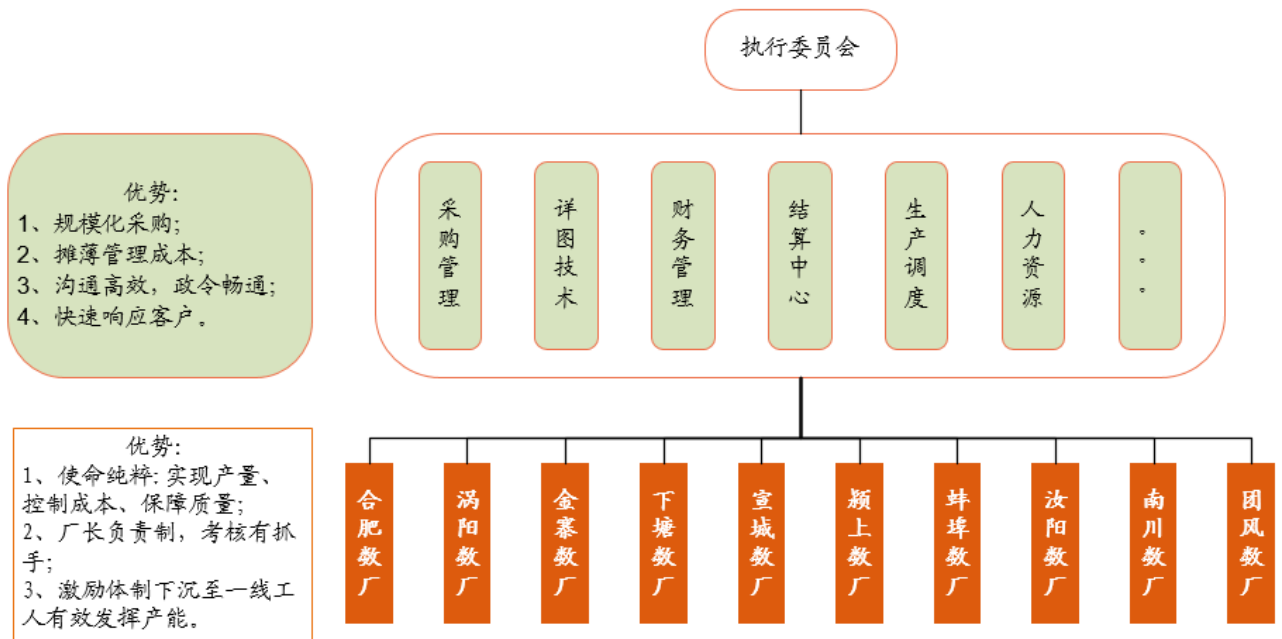 执行委员会
优势:
1、规模化采购;
2、摊薄管理成本;
3、沟通高效，政令畅通;
4、快速响应客户。
采购管理
详图技术
财务管理
结算中心
生产调度
人力资源
。。。
优势:
1、使命纯粹: 实现产量、
控制成本、保障质量;
2、厂长负责制，考核有抓
手;
3、激励体制下沉至一线工
人有效发挥产能。
合肥数厂
涡阳数厂
金寨数厂
下塘数厂
宣城数厂
颍上数厂
蚌埠数厂
汝阳数厂
南川数厂
团风数厂